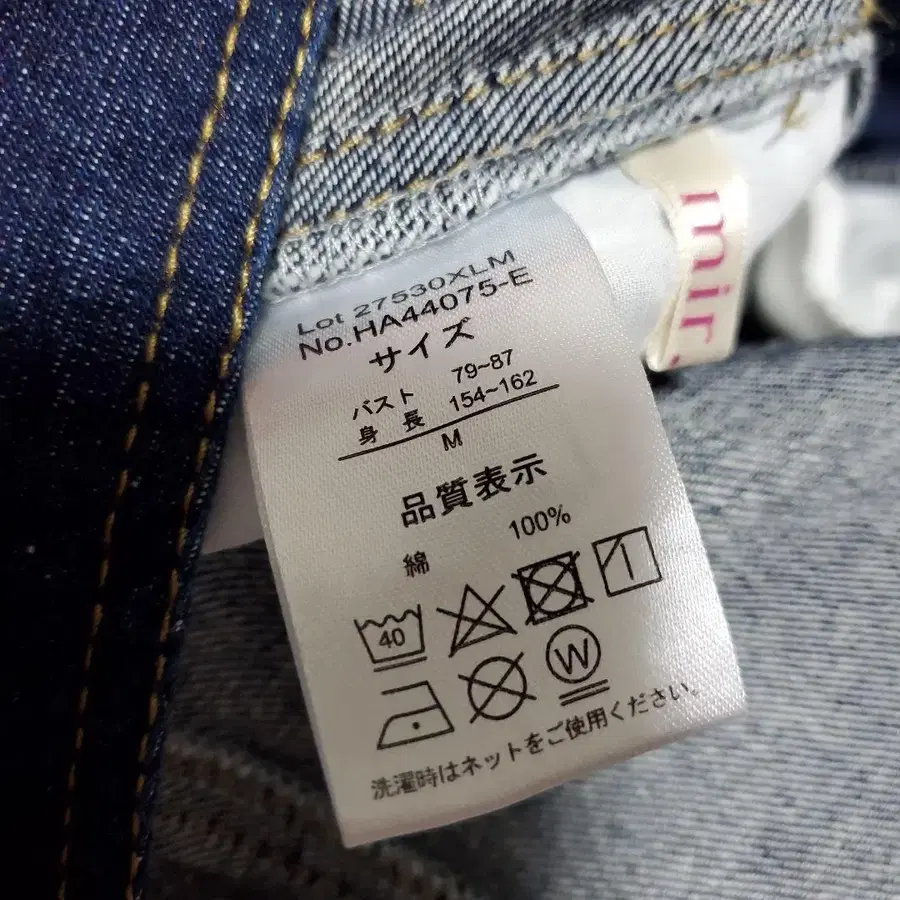 Lot 27530XLM
No.HA44075-E
サイズ
バスト 79~87
身長 154~162
M
品質表示
綿 100%
40
W
洗濯時はネットをご使用ください。
mir